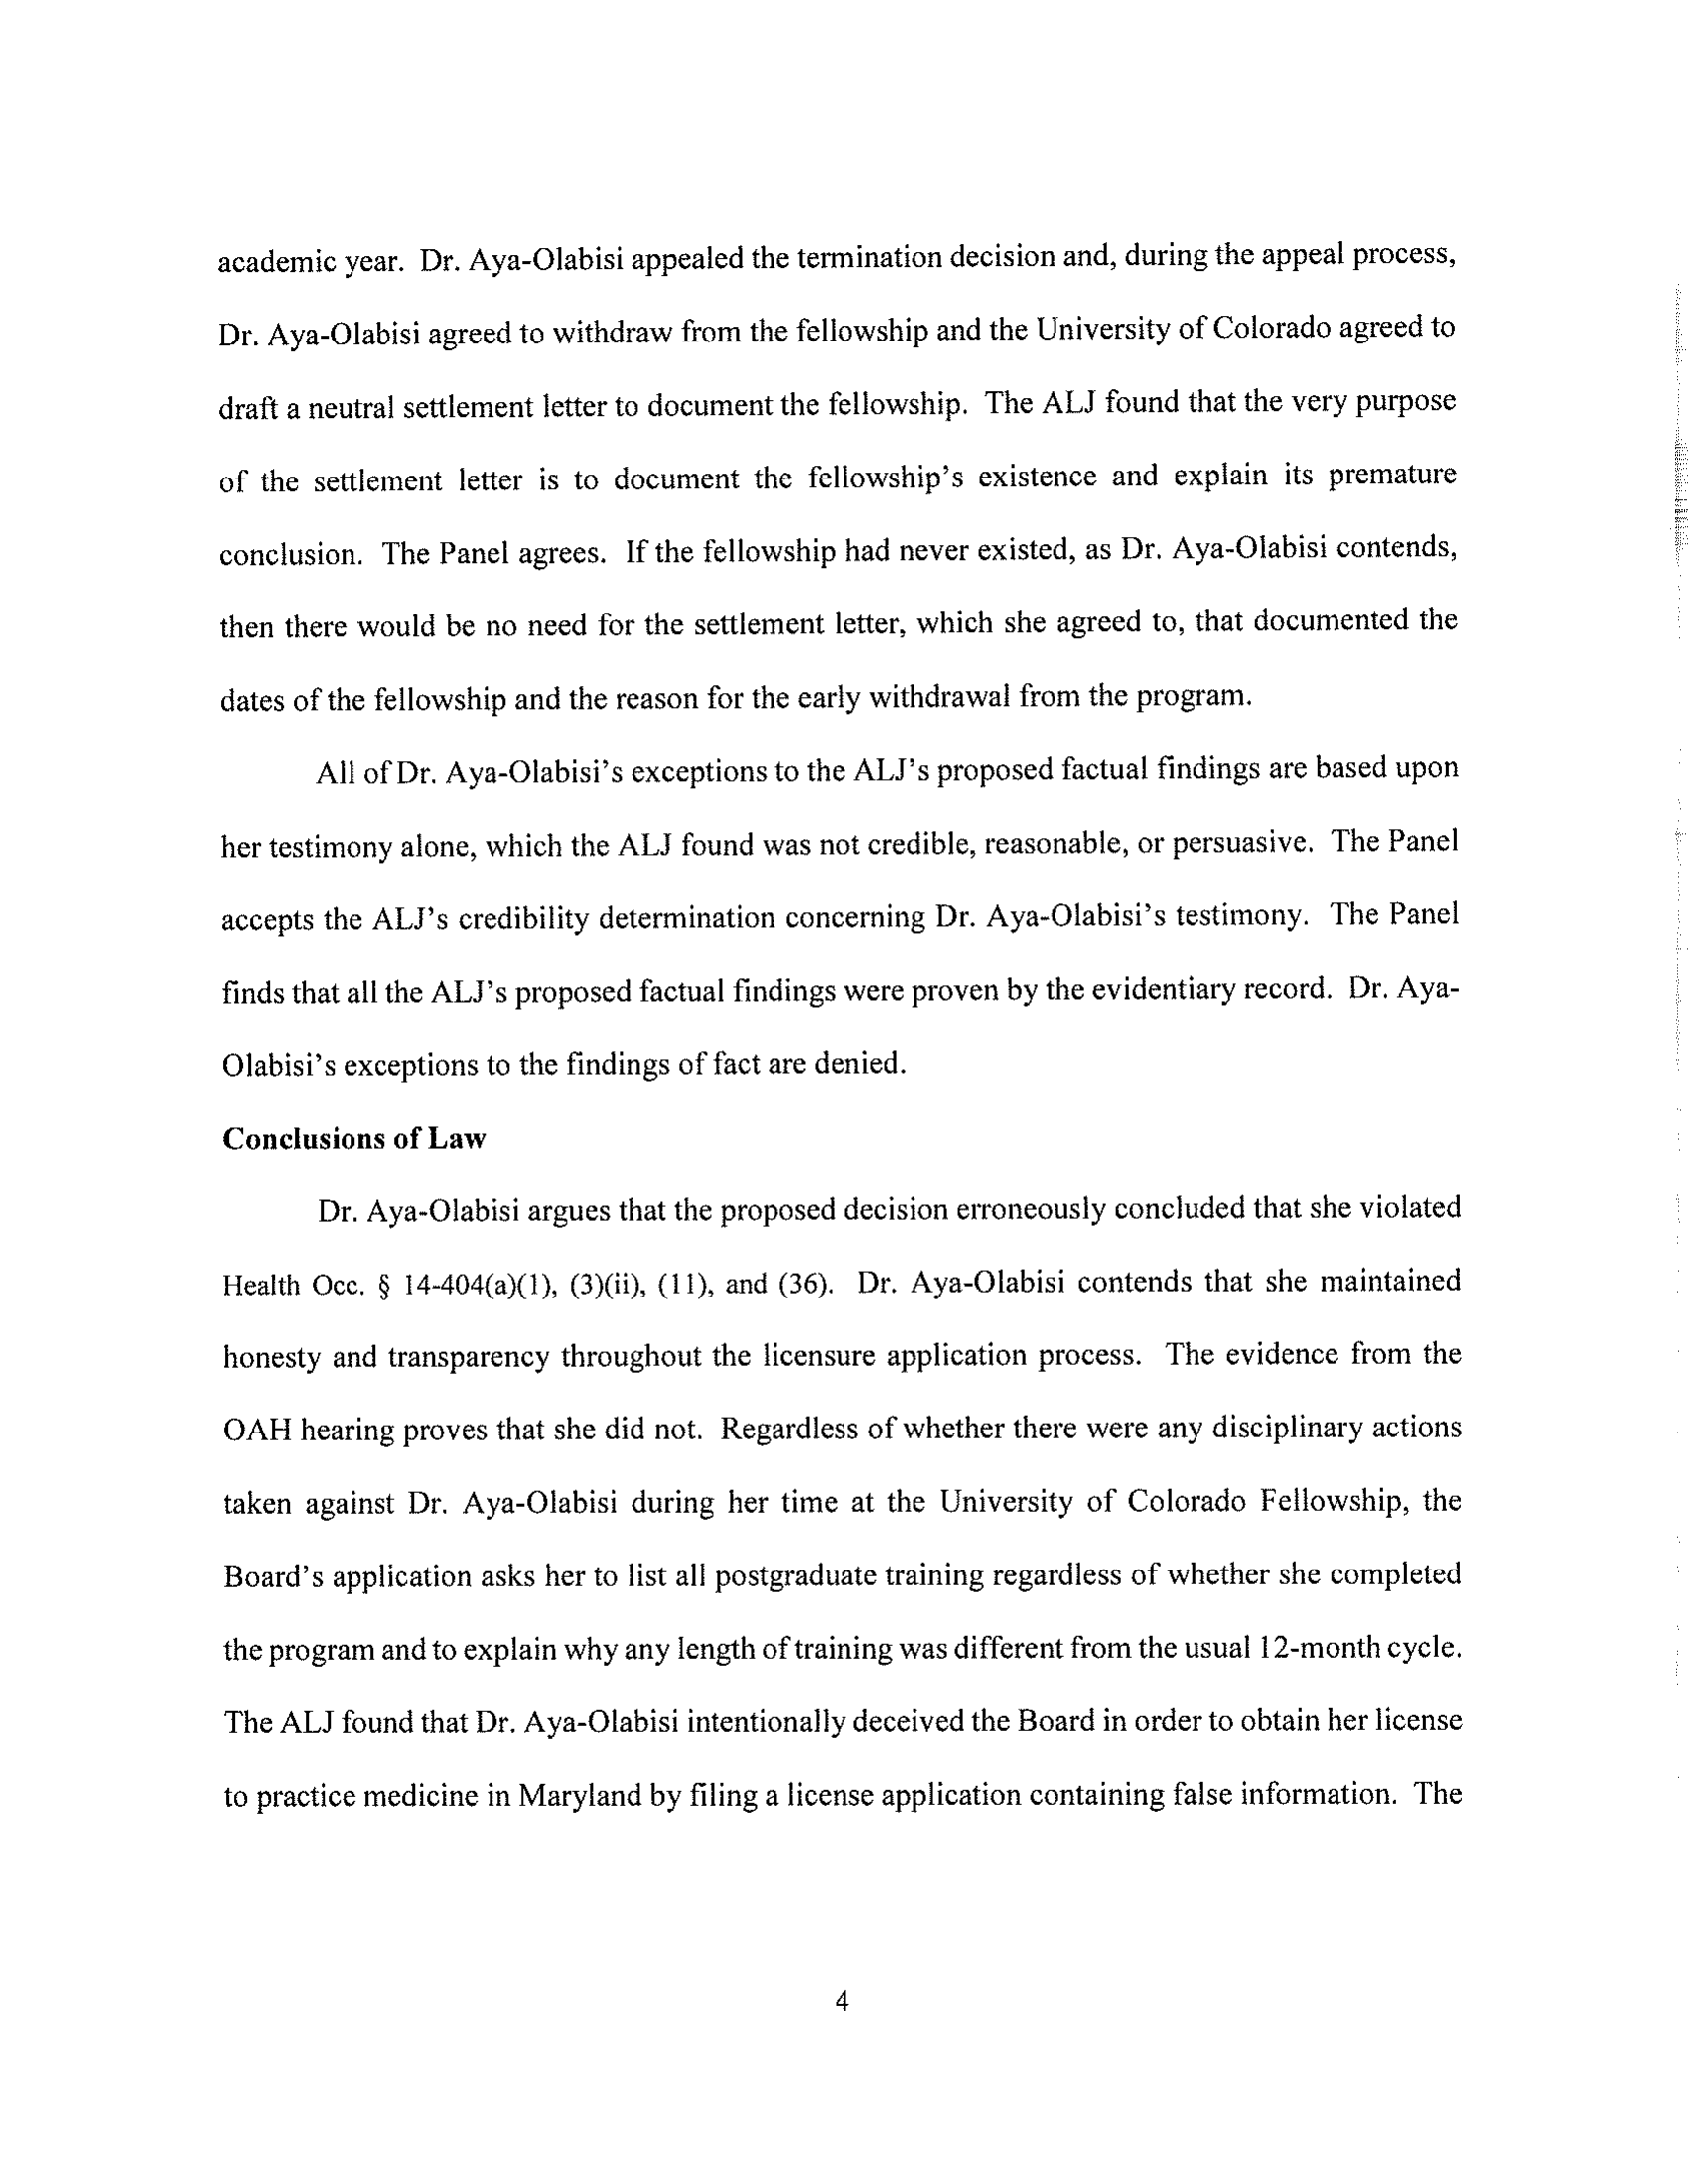 academic year. Dr. Aya-Olabisi appealed the termination decision and, during the appeal process,
Dr. Aya-Olabisi agreed to withdraw from the fellowship and the University of Colorado agreed to
draft a neutral settlement letter to document the fellowship. The ALJ found that the very purpose
of the settlement letter is to document the fellowship's existence and explain its premature
conclusion. The Panel agrees. If the fellowship had never existed, as Dr. Aya-Olabisi contends,
then there would be no need for the settlement letter, which she agreed to, that documented the
dates of the fellowship and the reason for the early withdrawal from the program.
All of Dr. Aya-Olabisi's exceptions to the ALJ's proposed factual findings are based upon
her testimony alone, which the ALJ found was not credible, reasonable, or persuasive. The Panel
accepts the ALJ's credibility determination concerning Dr. Aya-Olabisi's testimony. The Panel
finds that all the ALJ's proposed factual findings were proven by the evidentiary record. Dr. Aya-
Olabisi's exceptions to the findings of fact are denied.
Conclusions of Law
Dr. Aya-Olabisi argues that the proposed decision erroneously concluded that she violated
Health Occ. § 14-404(a)(1), (3)(ii), (11), and (36). Dr. Aya-Olabisi contends that she maintained
honesty and transparency throughout the licensure application process. The evidence from the
OAH hearing proves that she did not. Regardless of whether there were any disciplinary actions
taken against Dr. Aya-Olabisi during her time at the University of Colorado Fellowship, the
Board's application asks her to list all postgraduate training regardless of whether she completed
the program and to explain why any length of training was different from the usual 12-month cycle.
The ALJ found that Dr. Aya-Olabisi intentionally deceived the Board in order to obtain her license
to practice medicine in Maryland by filing a license application containing false information. The
4